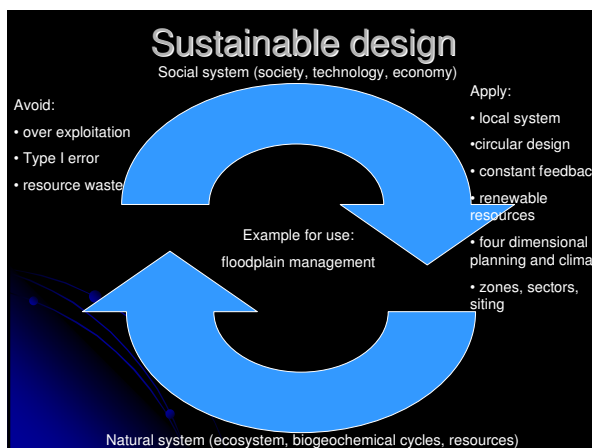 Sustainable design
Social system (society, technology, economy)
Avoid:
• over exploitation
• Type I error
• resource waste
Apply:
• local system
•circular design
• constant feedbac
• renewable
resources
• four dimensional
planning and clima
• zones, sectors,
siting
Example for use:
floodplain management
Natural system (ecosystem, biogeochemical cycles, resources)